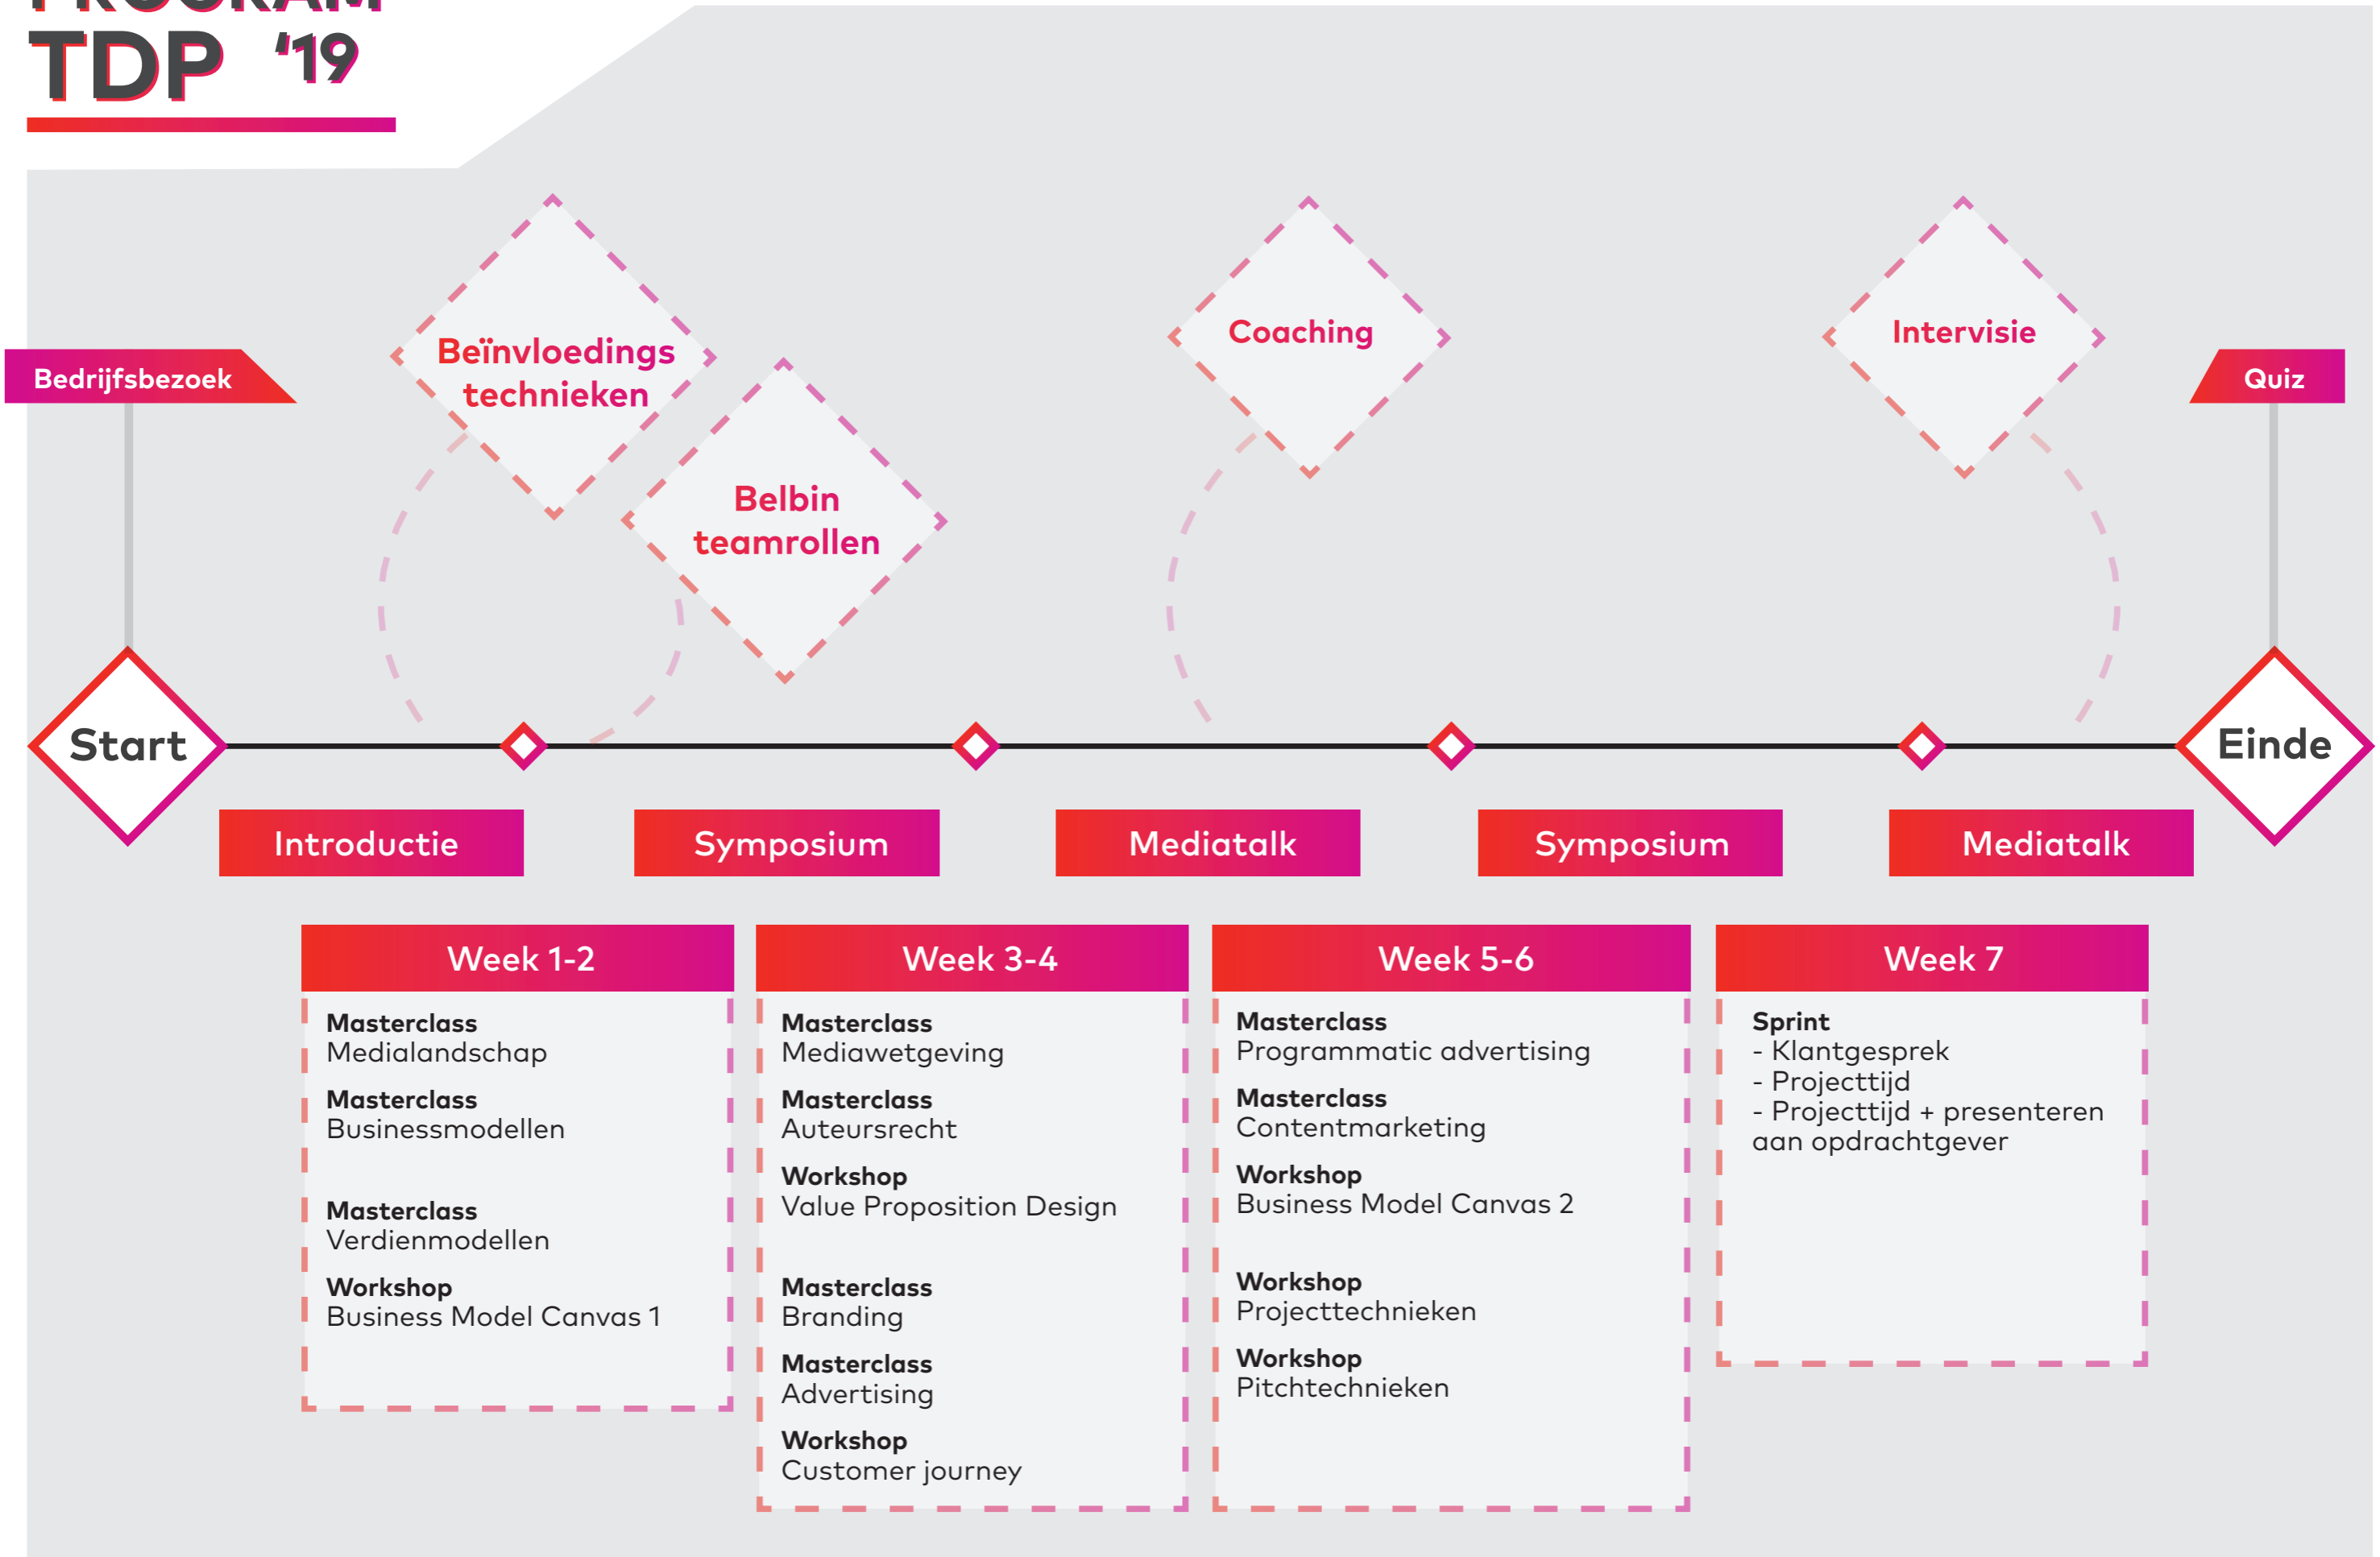 PROGRAM
TDP '19
Beïnvloedings
technieken
Belbin
teamrollen
Coaching
Intervisie
Bedrijfsbezoek
Quiz
Start
Einde
Introductie
Symposium
Mediatalk
Symposium
Mediatalk
Week 1-2
Masterclass
Medialandschap
Masterclass
Businessmodellen
Masterclass
Verdienmodellen
Workshop
Business Model Canvas 1
Week 3-4
Masterclass
Mediawetgeving
Masterclass
Auteursrecht
Workshop
Value Proposition Design
Masterclass
Branding
Masterclass
Advertising
Workshop
Customer journey
Week 5-6
Masterclass
Programmatic advertising
Masterclass
Contentmarketing
Workshop
Business Model Canvas 2
Workshop
Projecttechnieken
Workshop
Pitchtechnieken
Week 7
Sprint
- Klantgesprek
- Projecttijd
- Projecttijd + presenteren
aan opdrachtgever